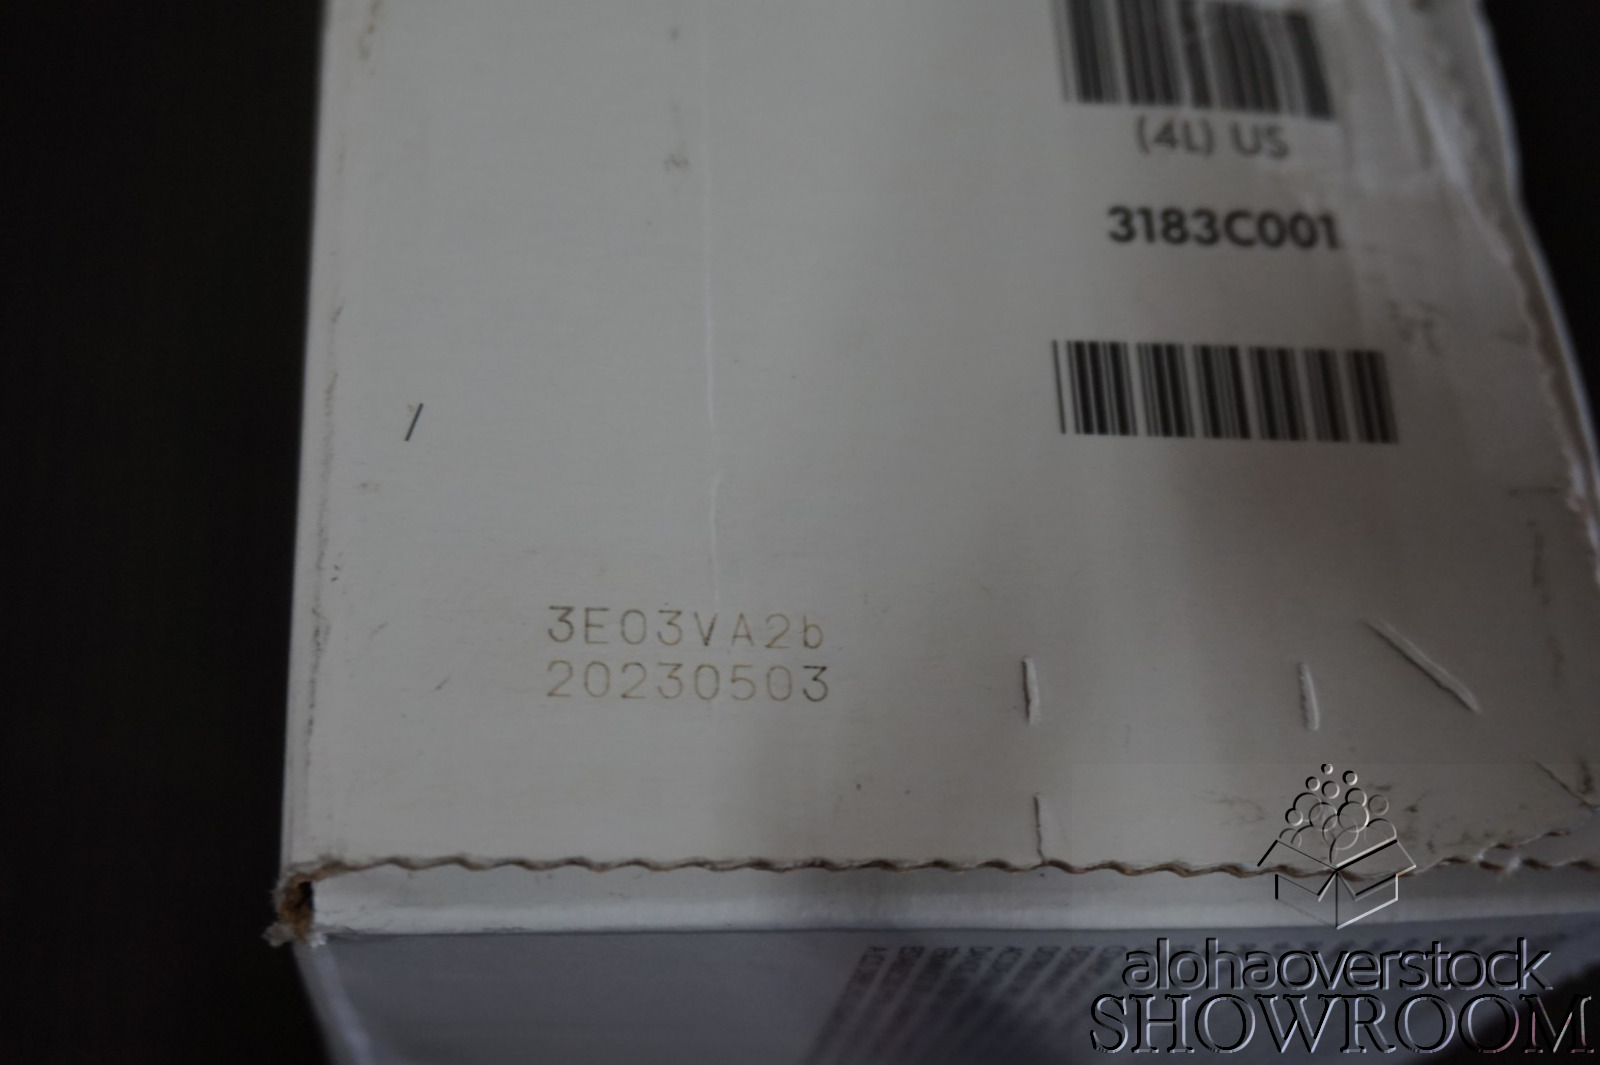 (4L) US
3183C001
/
3E03VA2b
20230503
alohaoverstock
SHOWROOM